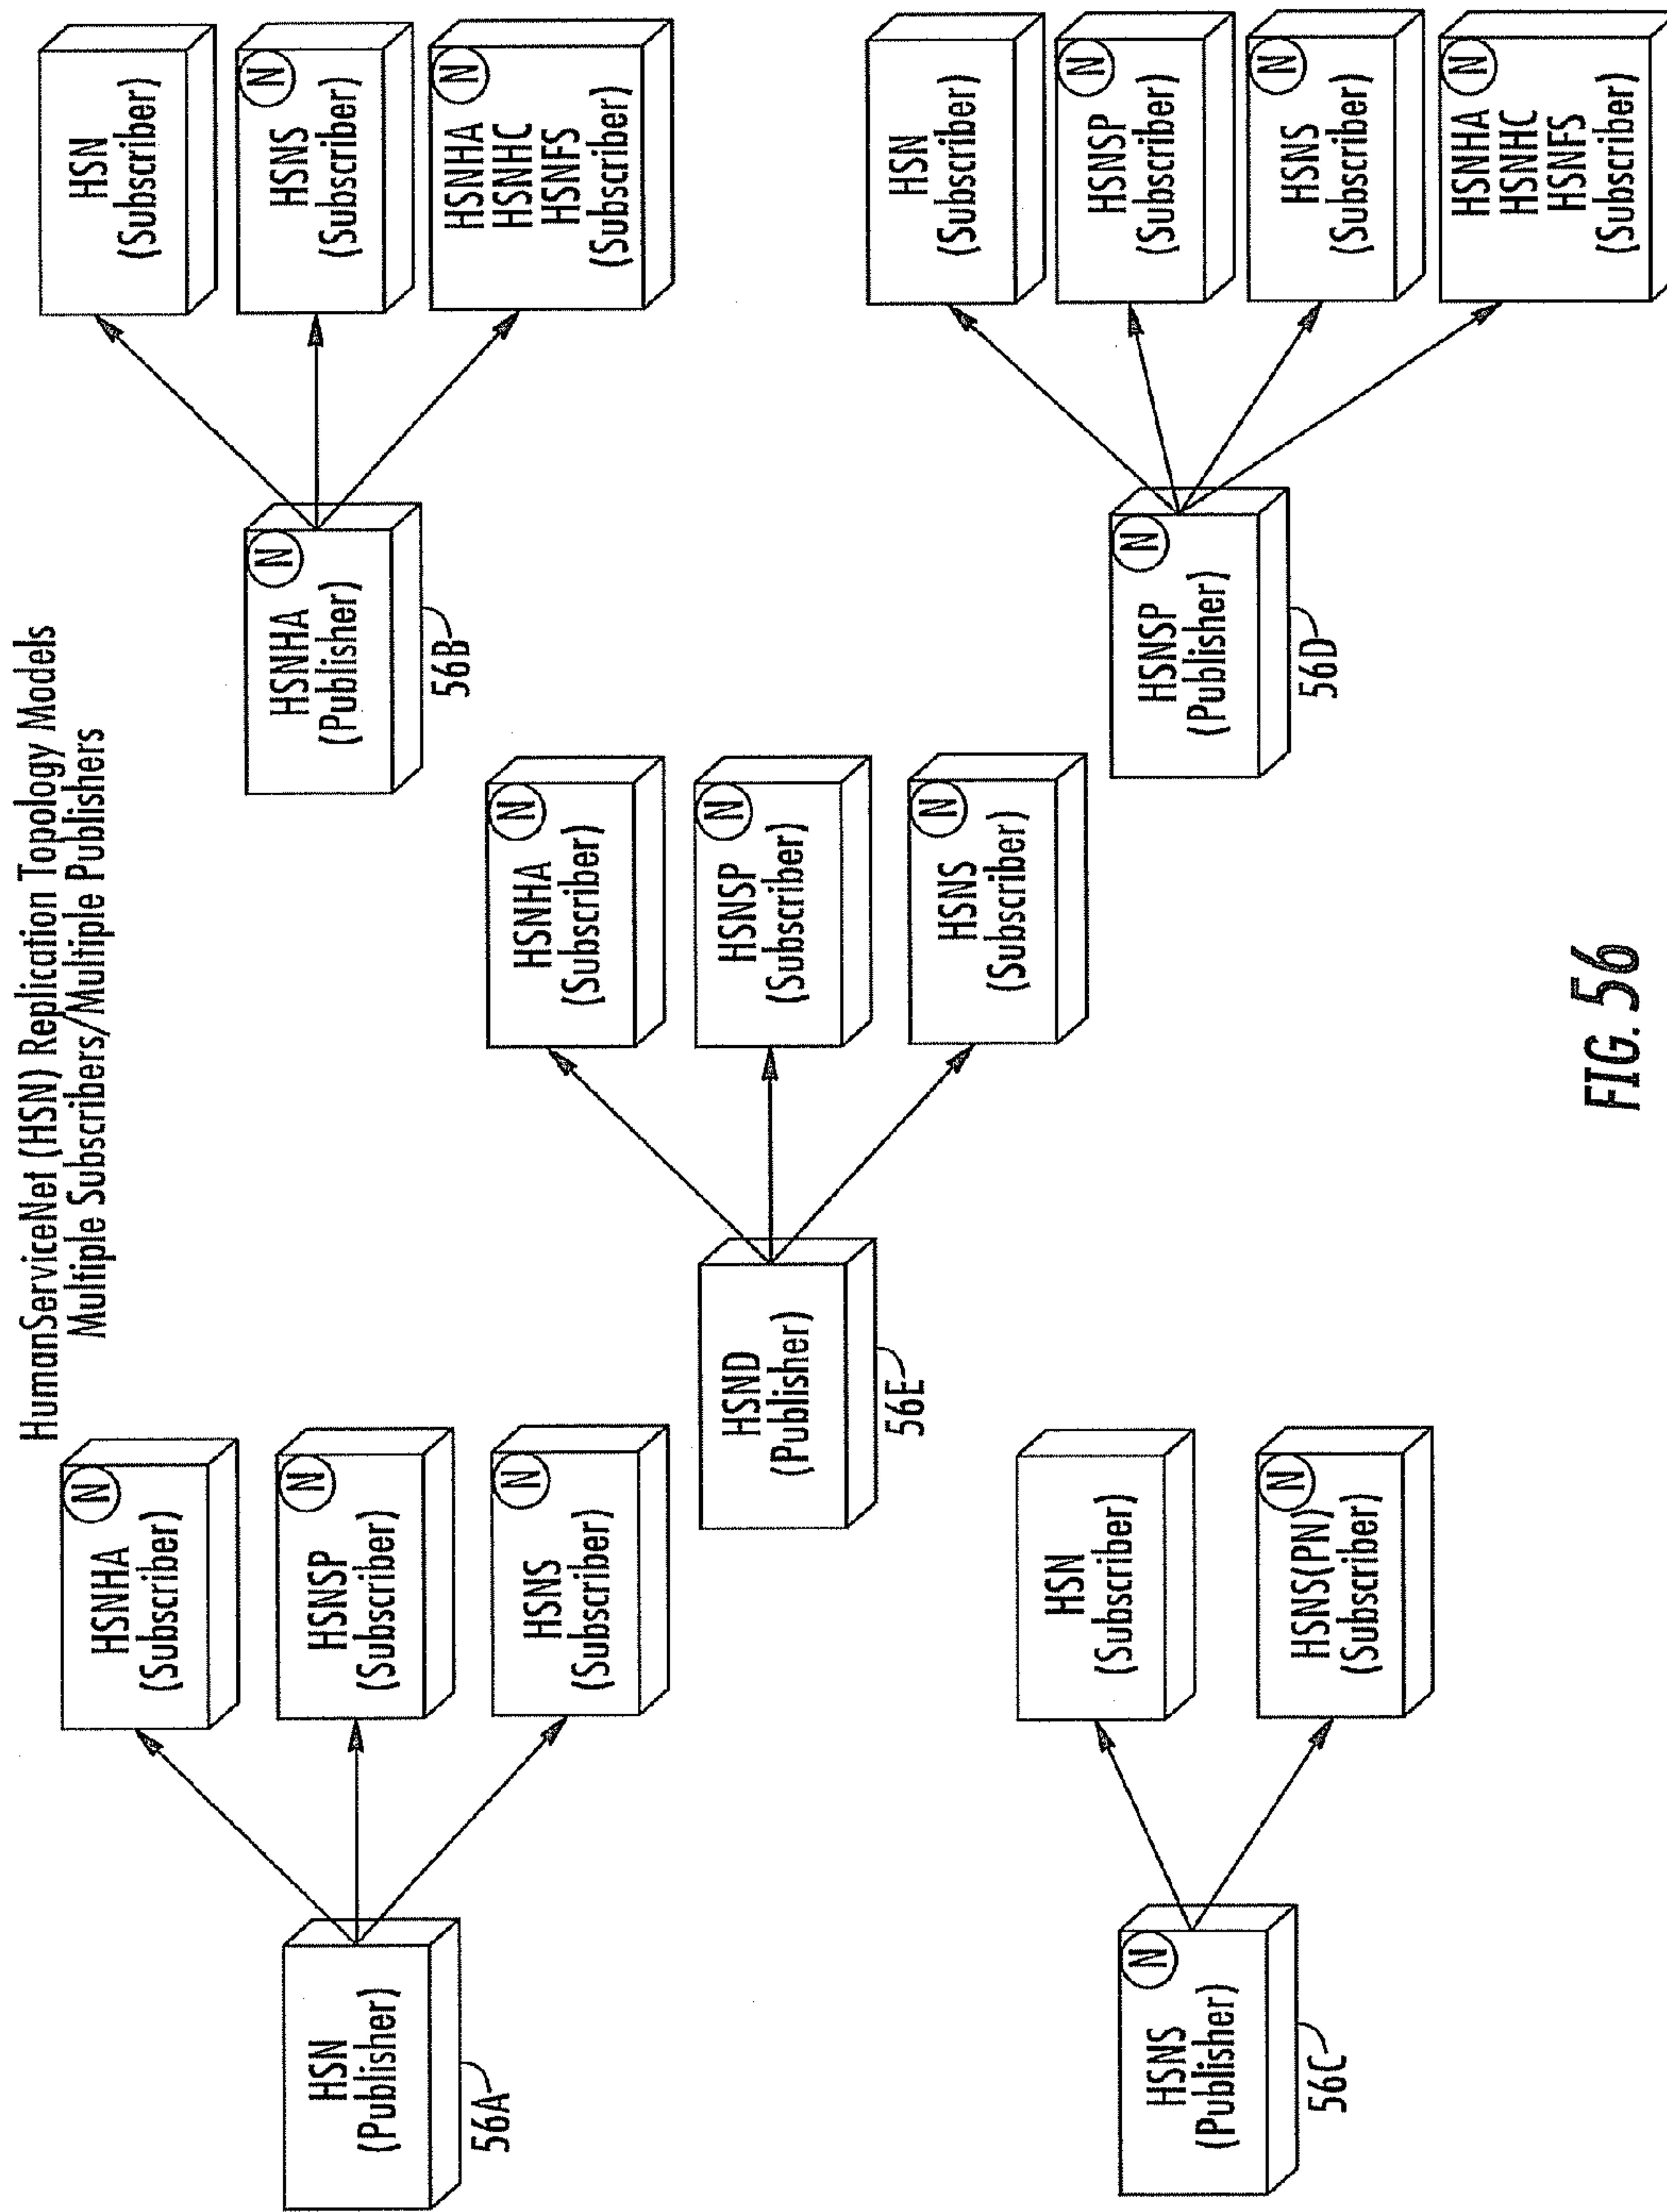 HumanServiceNet (HSN) Replication Topology Models
Multiple Subscribers/Multiple Publishers
HSN
(Publisher)
56A
HSNHA
(Subscriber)
N
HSNSP
(Subscriber)
N
HSNS
(Subscriber)
N
HSNHA
(Publisher)
N
56B
HSN
(Subscriber)
HSNS
(Subscriber)
N
HSNHA
HSNHC
HSNFS
(Subscriber)
N
HSND
(Publisher)
56E
HSNHA
(Subscriber)
N
HSNSP
(Subscriber)
N
HSNS
(Subscriber)
N
HSNS
(Publisher)
N
56C
HSN
(Subscriber)
HSNS(PN)
(Subscriber)
N
HSNSP
(Publisher)
N
56D
HSN
(Subscriber)
HSNSP
(Subscriber)
N
HSNS
(Subscriber)
N
HSNHA
HSNHC
HSNFS
(Subscriber)
N
FIG. 56